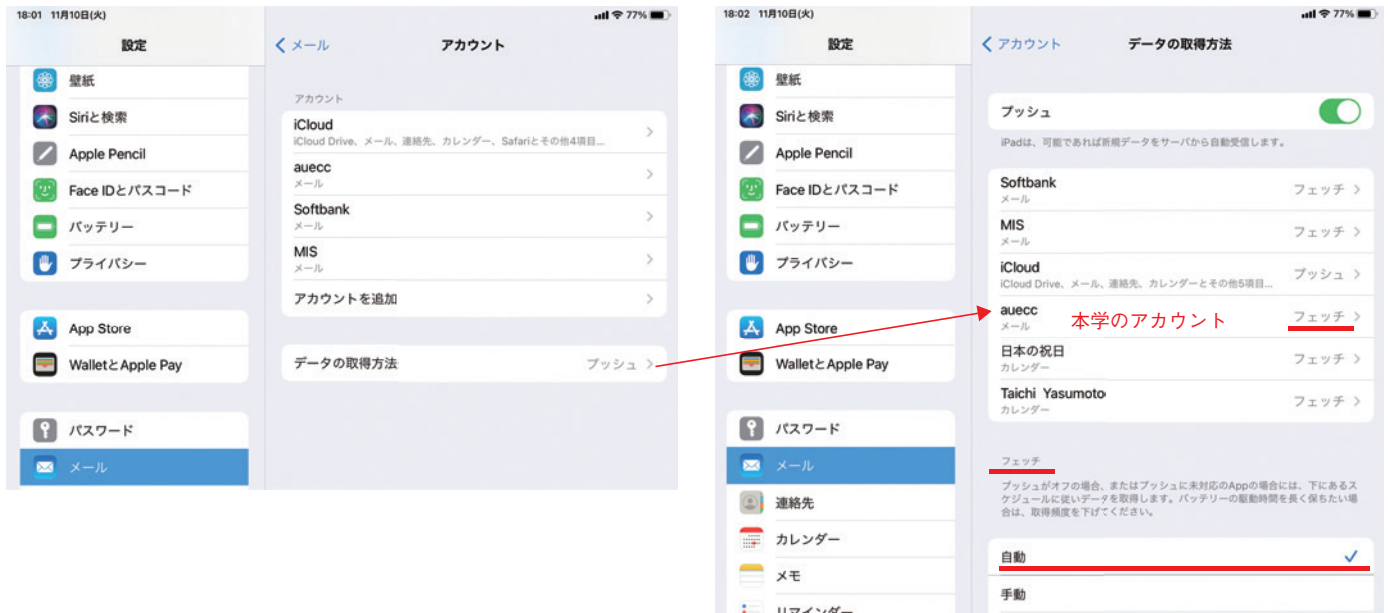 18:01 11月10日(火)
77%
設定
壁紙
Siriと検索
Apple Pencil
Face IDとパスコード
バッテリー
プライバシー
App Store
WalletとApple Pay
パスワード
メール
メール
アカウント
アカウント
iCloud
iCloud Drive、メール、連絡先、カレンダー、Safariとその他4項目...
auecc
メール
Softbank
メール
MIS
メール
アカウントを追加
データの取得方法
プッシュ
18:02 11月10日(火)
77%
設定
壁紙
Siriと検索
Apple Pencil
Face IDとパスコード
バッテリー
プライバシー
App Store
WalletとApple Pay
パスワード
メール
連絡先
カレンダー
メモ
リマインダー
アカウント
データの取得方法
プッシュ
iPadは、可能であれば新規データをサーバから自動受信します。
Softbank
メール
フェッチ
MIS
メール
フェッチ
iCloud
iCloud Drive、メール、連絡先、カレンダーとその他5項目...
プッシュ
auecc
メール
本学のアカウント
フェッチ
日本の祝日
カレンダー
フェッチ
Taichi Yasumoto
カレンダー
フェッチ
フェッチ
プッシュがオフの場合、またはプッシュに未対応のAppの場合には、下にあるス
ケジュールに従いデータを取得します。バッテリーの駆動時間を長く保ちたい場
合は、取得頻度を下げてください。
自動
手動